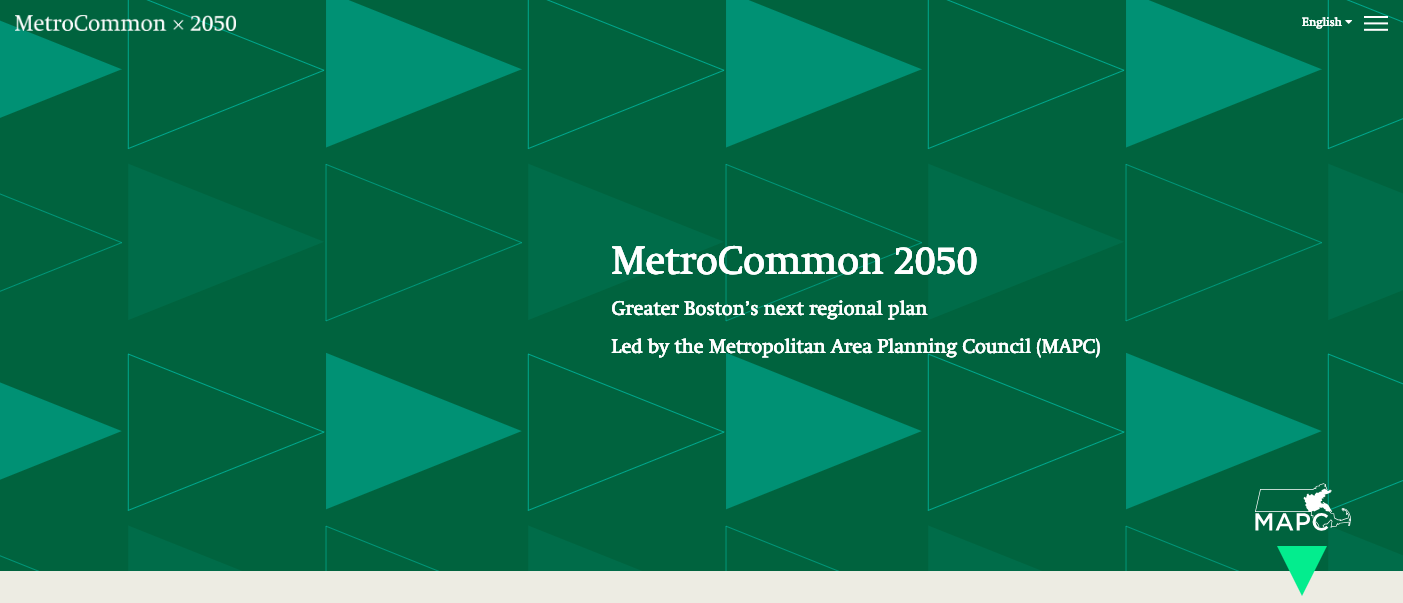 MetroCommon × 2050
English
MetroCommon 2050
Greater Boston’s next regional plan
Led by the Metropolitan Area Planning Council (MAPC)
MAPC